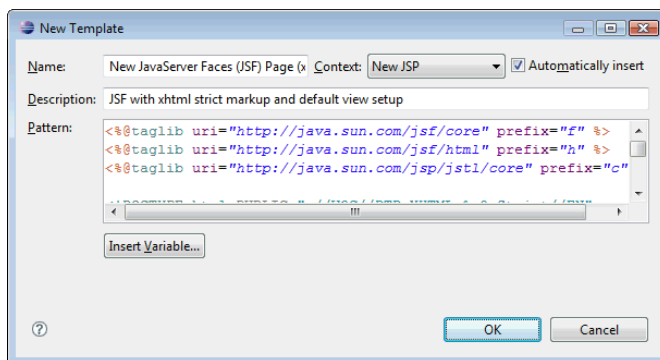 New Template
Name: New JavaServer Faces (JSF) Page (x Context: New JSP Automatically insert
Description: JSF with xhtml strict markup and default view setup
Pattern: <%@taglib uri="http://java.sun.com/jsf/core" prefix="f" %>
<%@taglib uri="http://java.sun.com/jsf/html" prefix="h" %>
<%@taglib uri="http://java.sun.com/jsp/jstl/core" prefix="c"
Insert Variable...
OK Cancel